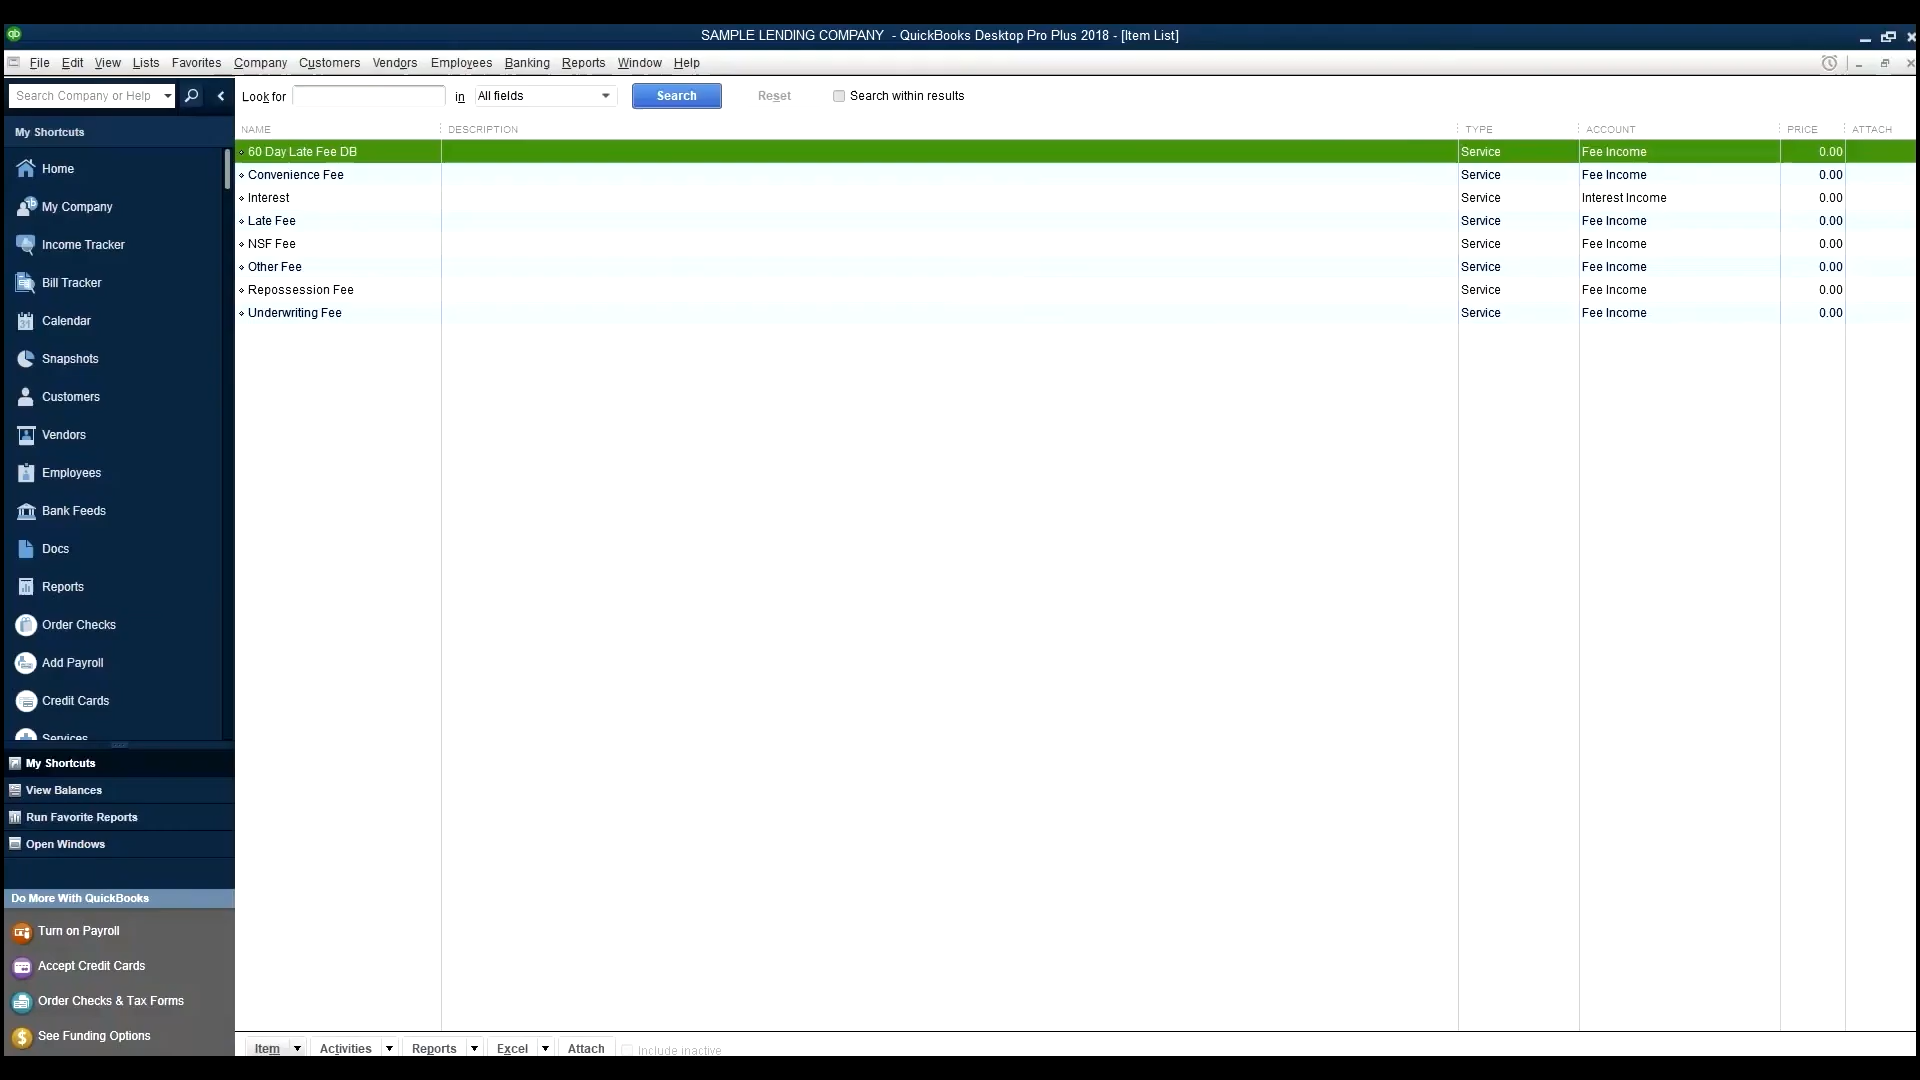 SAMPLE LENDING COMPANY - QuickBooks Desktop Pro Plus 2018 - [Item List]
File Edit View Lists Favorites Company Customers Vendors Employees Banking Reports Window Help
Search Company or Help
Look for in All fields Search Reset Search within results
NAME DESCRIPTION TYPE ACCOUNT PRICE ATTACH
60 Day Late Fee DB Service Fee Income 0.00
Convenience Fee Service Fee Income 0.00
Interest Service Interest Income 0.00
Late Fee Service Fee Income 0.00
NSF Fee Service Fee Income 0.00
Other Fee Service Fee Income 0.00
Repossession Fee Service Fee Income 0.00
Underwriting Fee Service Fee Income 0.00
My Shortcuts
Home
My Company
Income Tracker
Bill Tracker
Calendar
Snapshots
Customers
Vendors
Employees
Bank Feeds
Docs
Reports
Order Checks
Add Payroll
Credit Cards
Services
My Shortcuts
View Balances
Run Favorite Reports
Open Windows
Do More With QuickBooks
Turn on Payroll
Accept Credit Cards
Order Checks & Tax Forms
See Funding Options
Item Activities Reports Excel Attach Include inactive